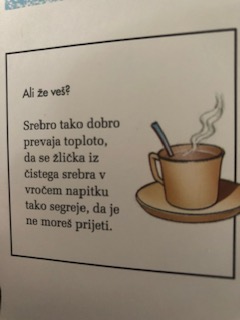 Ali že veš?
Srebro tako dobro
prevaja toploto,
da se žlička iz
čistega srebra v
vročem napitku
tako segreje, da je
ne moreš prijeti.